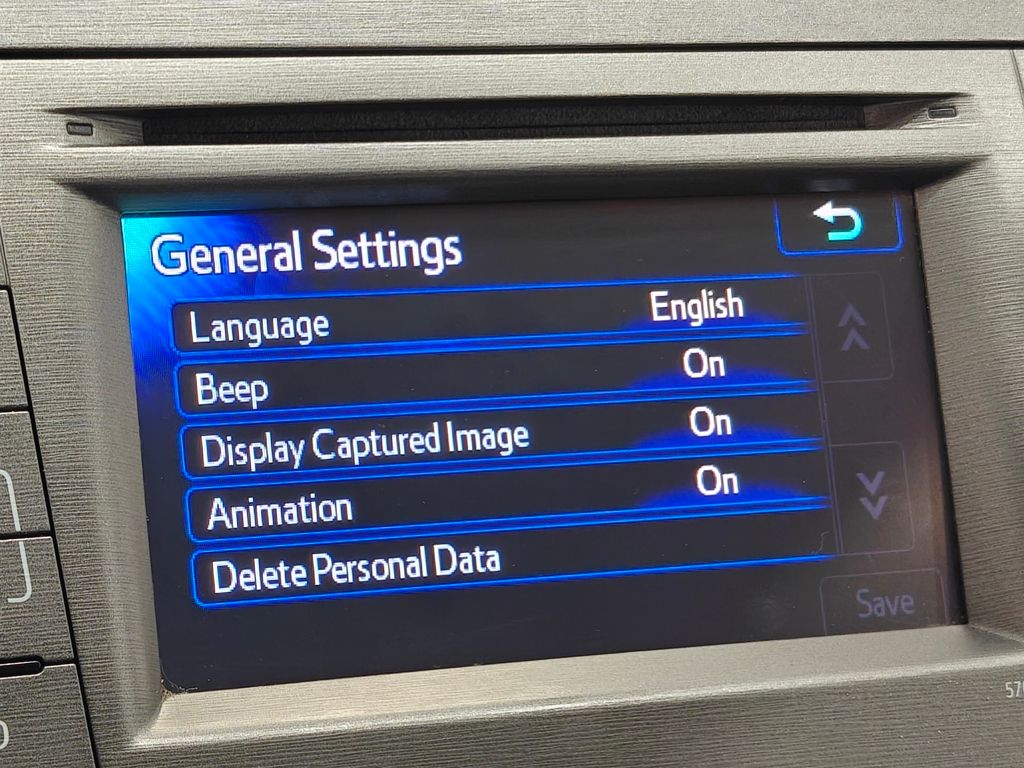 General Settings
Language English
Beep On
Display Captured Image On
Animation On
Delete Personal Data
Save